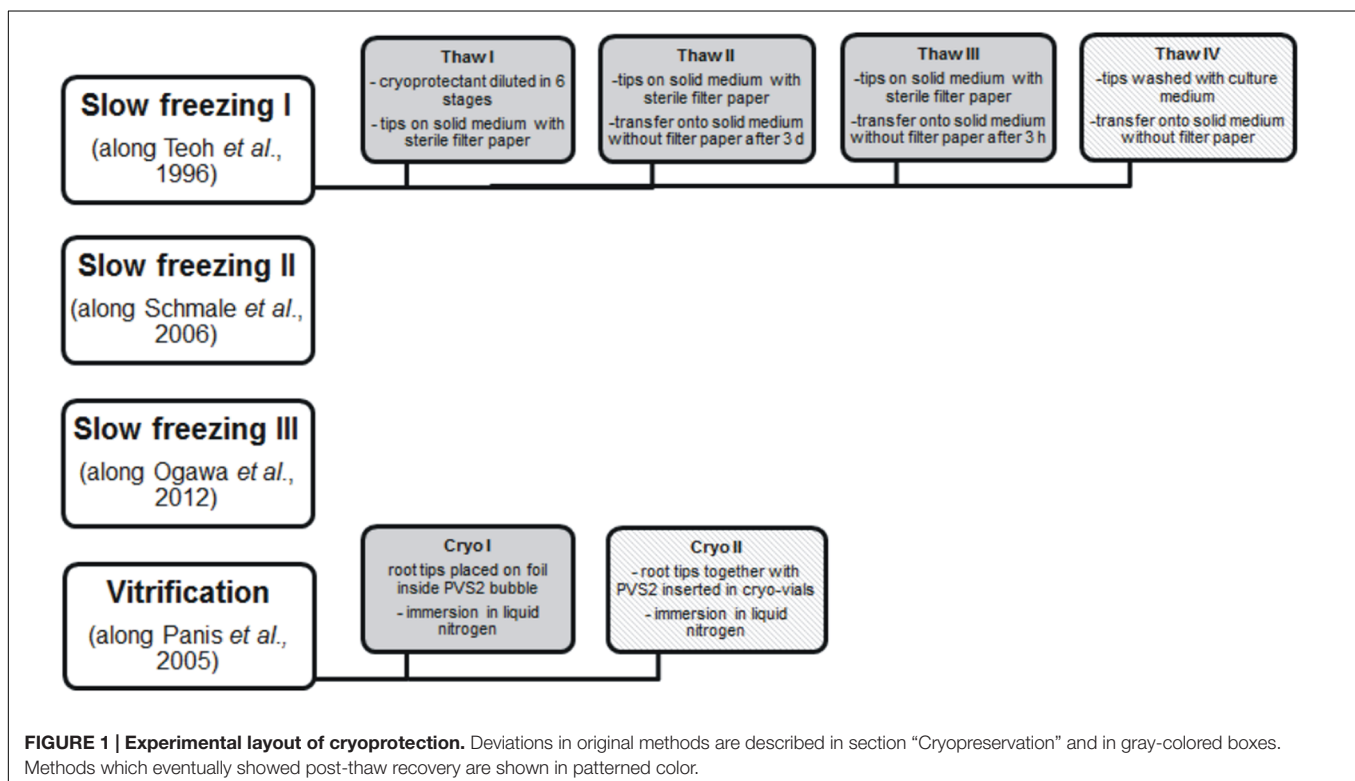 Slow freezing I
(along Teoh et al.,
1996)
Thaw I
- cryoprotectant diluted in 6
stages
- tips on solid medium with
sterile filter paper
Thaw II
-tips on solid medium with
sterile filter paper
-transfer onto solid medium
without filter paper after 3 d
Thaw III
-tips on solid medium with
sterile filter paper
-transfer onto solid medium
without filter paper after 3 h
Thaw IV
-tips washed with culture
medium
-transfer onto solid medium
without filter paper
Slow freezing II
(along Schmale et al.,
2006)
Slow freezing III
(along Ogawa et al.,
2012)
Vitrification
(along Panis et al.,
2005)
Cryo I
root tips placed on foil
inside PVS2 bubble
- immersion in liquid
nitrogen
Cryo II
- root tips together with
PVS2 inserted in cryo-vials
- immersion in liquid
nitrogen
FIGURE 1 | Experimental layout of cryoprotection. Deviations in original methods are described in section “Cryopreservation” and in gray-colored boxes.
Methods which eventually showed post-thaw recovery are shown in patterned color.